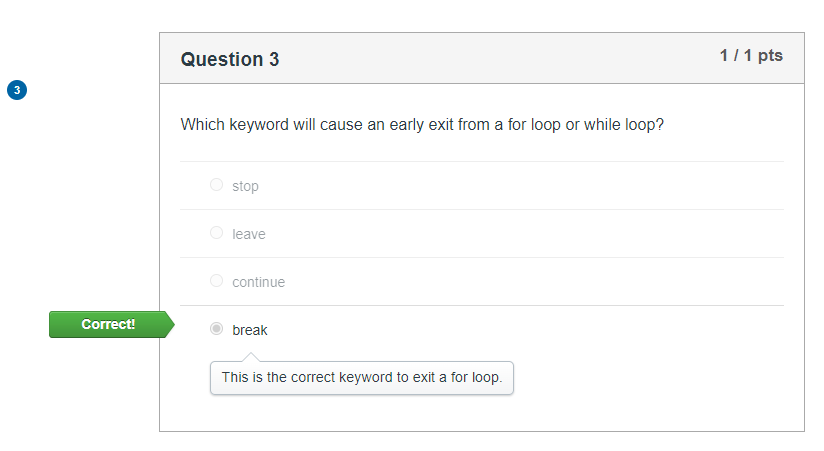 Question 3
1 / 1 pts
3
Which keyword will cause an early exit from a for loop or while loop?
stop
leave
continue
Correct!
break
This is the correct keyword to exit a for loop.